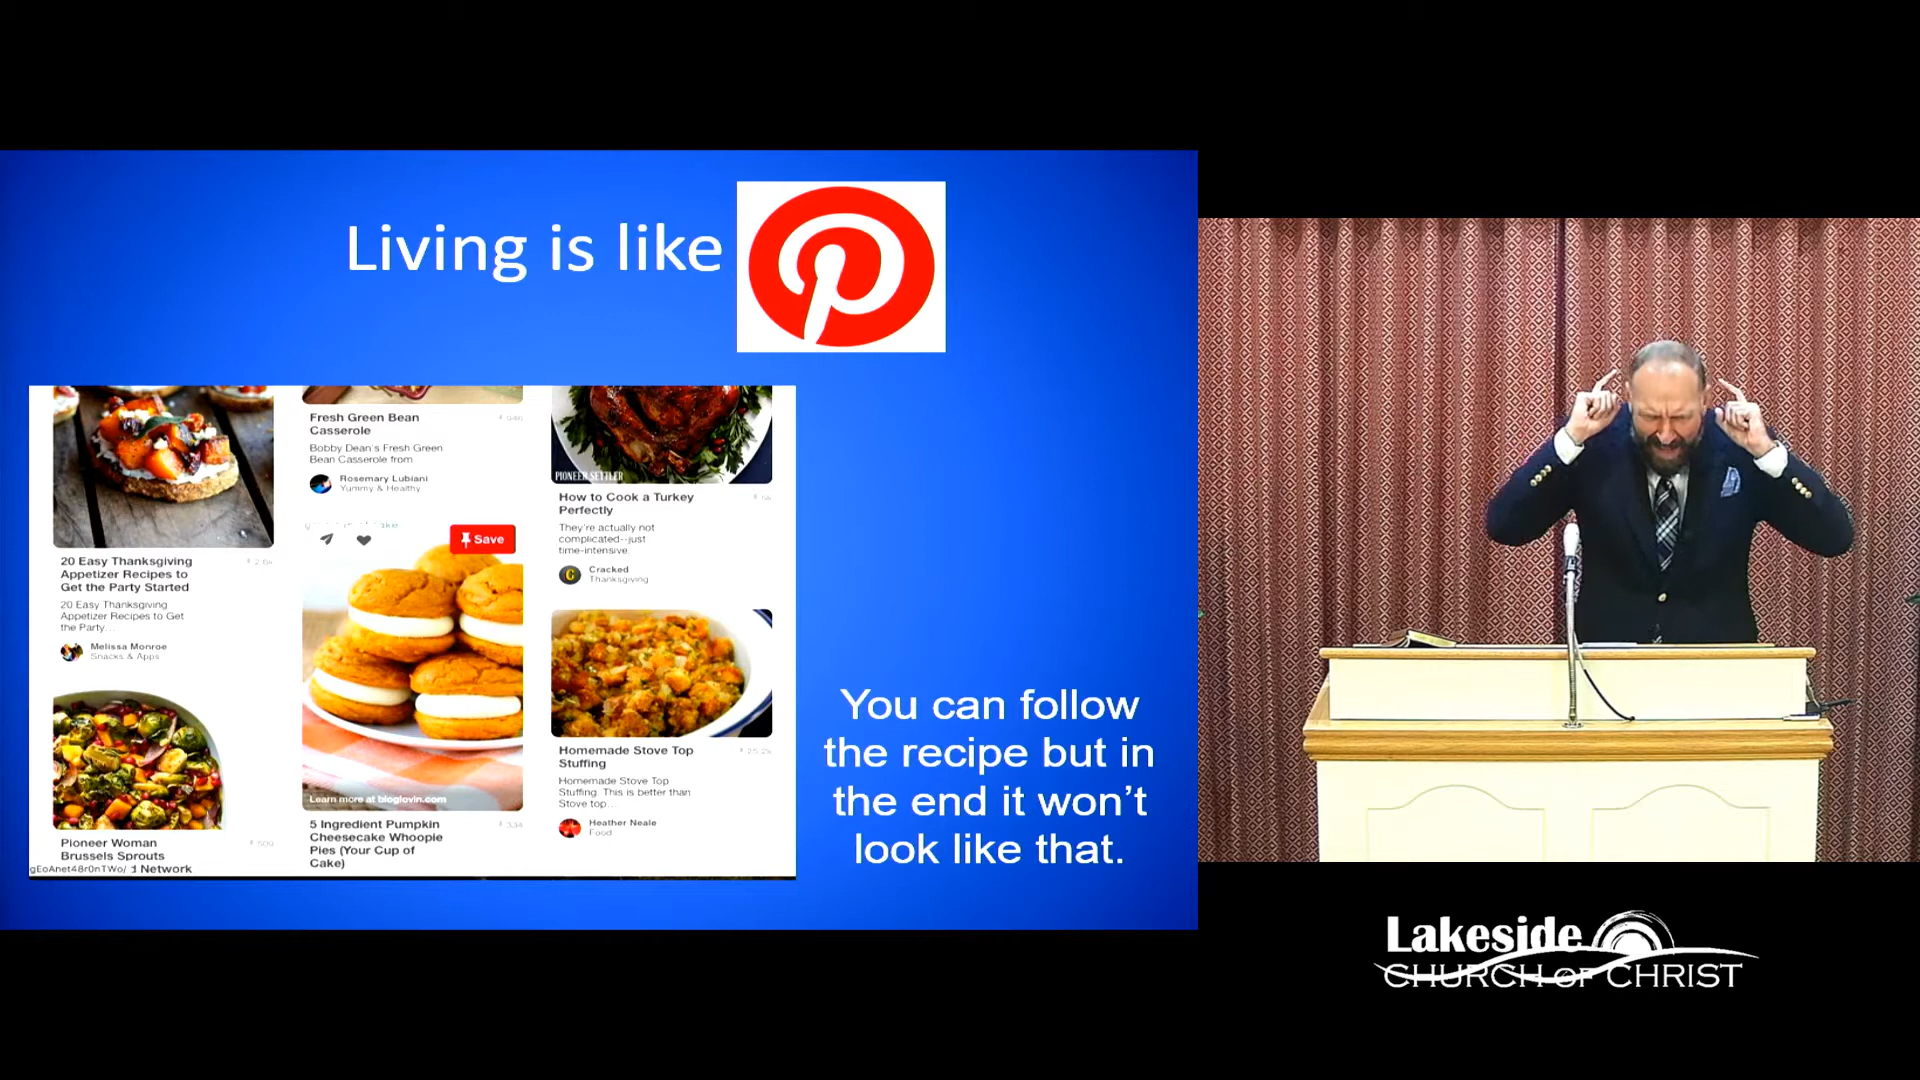 Living is like
Fresh Green Bean
Casserole
Bobby Dean's Fresh Green
Bean Casserole from
Rosemary Lubiani
Yummy & Healthy
PIONEER SETTLER
How to Cook a Turkey
Perfectly
They're actually not
complicated--just
time-intensive.
Cracked
Thanksgiving
Save
20 Easy Thanksgiving
Appetizer Recipes to
Get the Party Started
20 Easy Thanksgiving
Appetizer Recipes to Get
the Party...
Melissa Monroe
Snacks & Apps
Learn more at bloglovin.com
5 Ingredient Pumpkin
Cheesecake Whoopie
Pies (Your Cup of
Cake)
334
Homemade Stove Top
Stuffing
Homemade Stove Top
Stuffing. This is better than
Stove top...
Heather Neale
Food
Pioneer Woman
Brussels Sprouts
509
Network
You can follow
the recipe but in
the end it won't
look like that.
Lakeside
CHURCH OF CHRIST